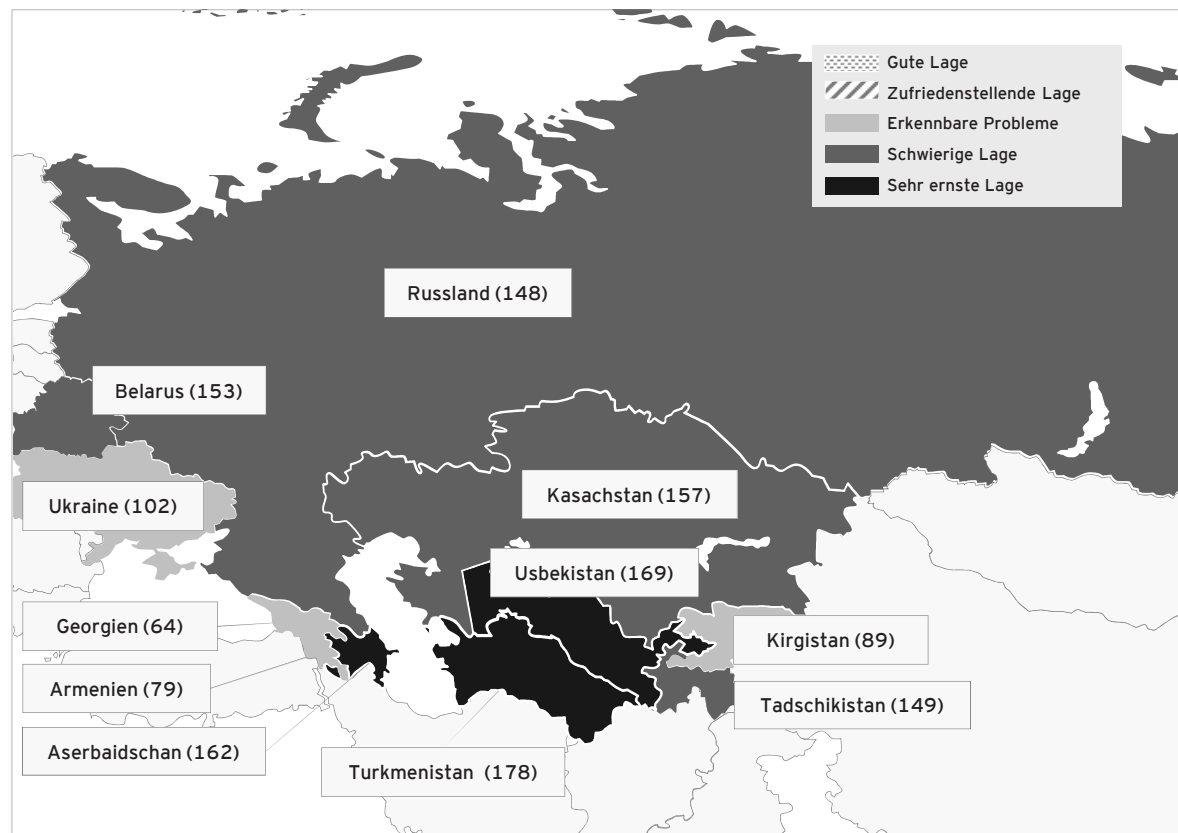 Gute Lage
Zufriedenstellende Lage
Erkennbare Probleme
Schwierige Lage
Sehr ernste Lage
Russland (148)
Belarus (153)
Kasachstan (157)
Ukraine (102)
Usbekistan (169)
Georgien (64)
Kirgistan (89)
Armenien (79)
Tadschikistan (149)
Aserbaidschan (162)
Turkmenistan (178)